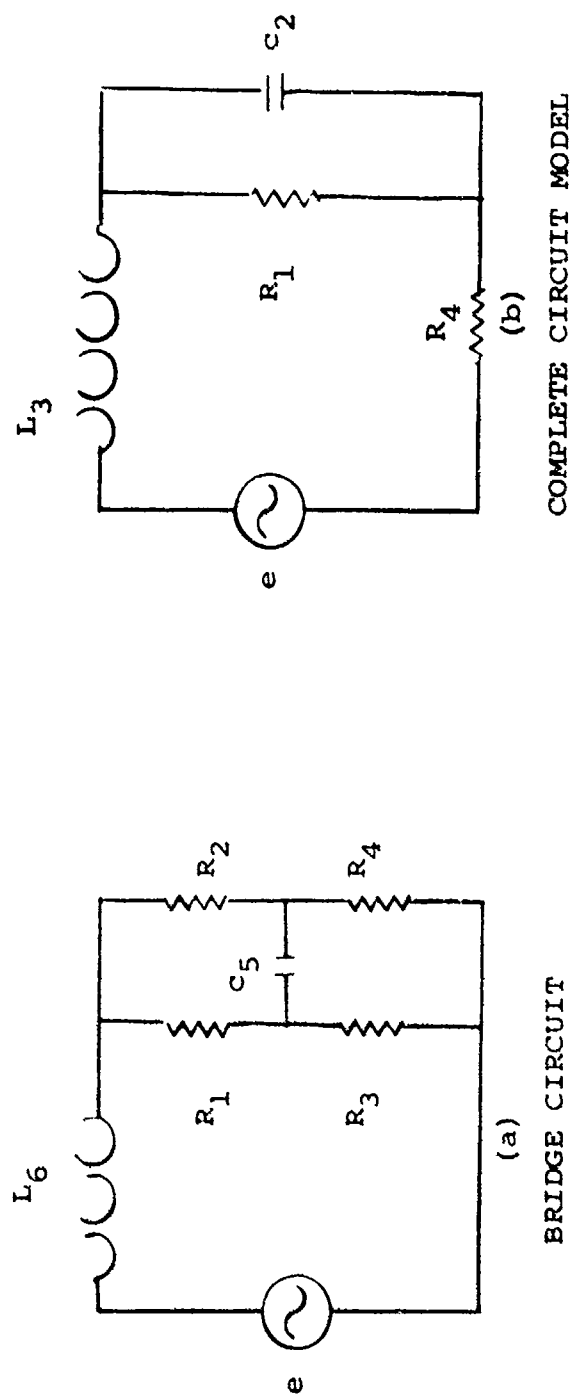 L6
e
R1
R2
C5
R3
R4
(a)
BRIDGE CIRCUIT
L3
e
R1
C2
R4
(b)
COMPLETE CIRCUIT MODEL